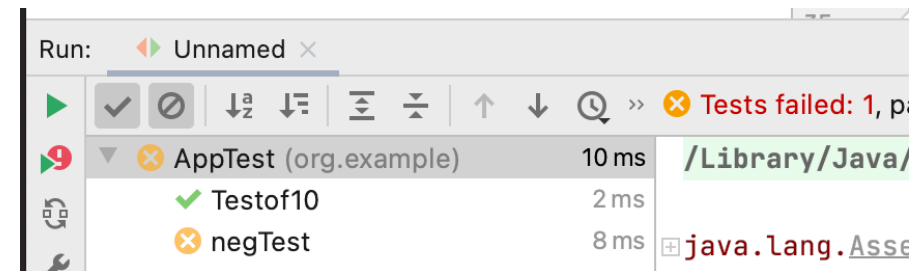 Run: Unnamed
Tests failed: 1,
AppTest (org.example) 10 ms
/Library/Java/
Testof10 2 ms
negTest 8 ms
java.lang.Asse